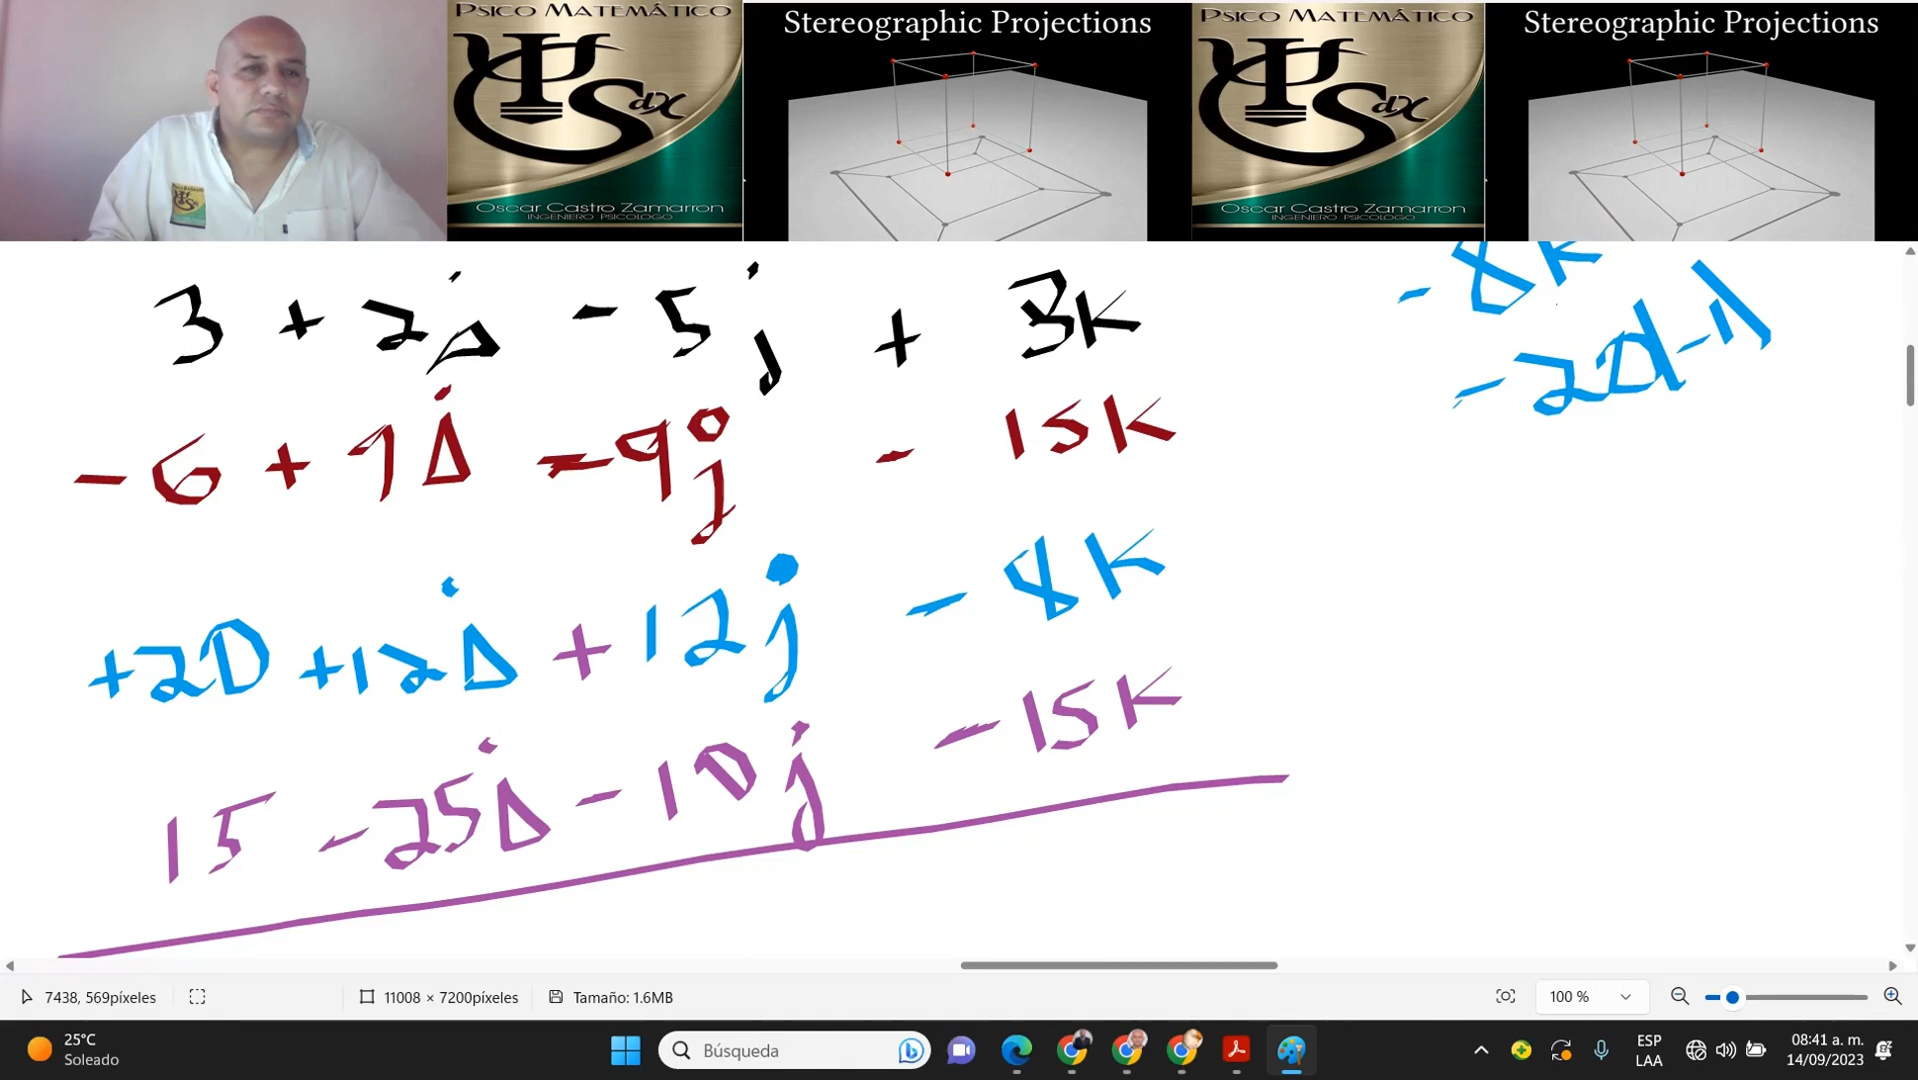 PSICO MATEMÁTICO
dx
Oscar Castro Zamarron
INGENIERO PSICOLOGO
Stereographic Projections
PSICO MATEMÁTICO
dx
Oscar Castro Zamarron
INGENIERO PSICOLOGO
Stereographic Projections
3 + 2i - 5j + 3K
- 6 + 9i - 9j - 15K
+20 +12i + 12j - 8K
15 - 25i - 10j - 15K
- 8K
7438, 569píxeles
11008 × 7200píxeles
Tamaño: 1.6MB
100 %
25°C
Soleado
Búsqueda
ESP
LAA
08:41 a. m.
14/09/2023